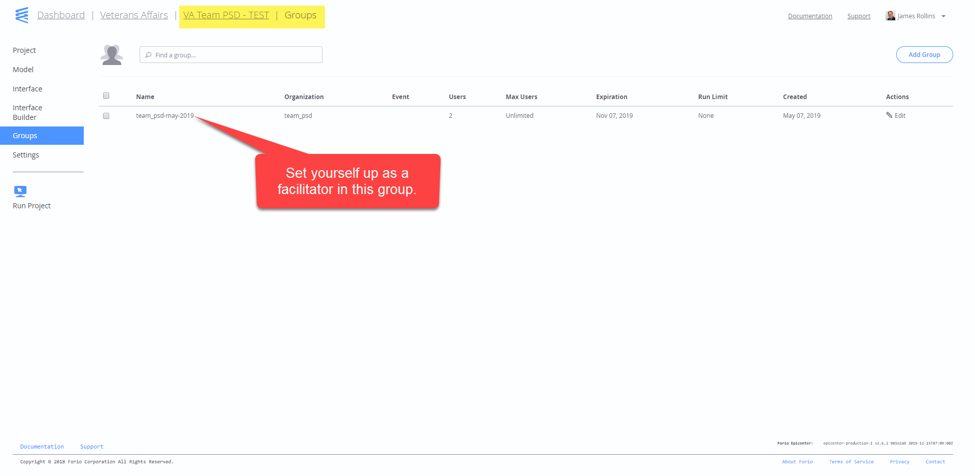 Dashboard | Veterans Affairs | VA Team PSD - TEST | Groups
Documentation Support James Rollins
Project
Model
Interface
Interface
Builder
Groups
Settings
Run Project
Find a group...
Add Group
Name Organization Event Users Max Users Expiration Run Limit Created Actions
team_psd-may-2019 team_psd 2 Unlimited Nov 07, 2019 None May 07, 2019 Edit
Set yourself up as a
facilitator in this group.
Documentation Support
Forio Epicenter:
Copyright © 2018 Forio Corporation All Rights Reserved.
About Forio Terms of Service Privacy Contact